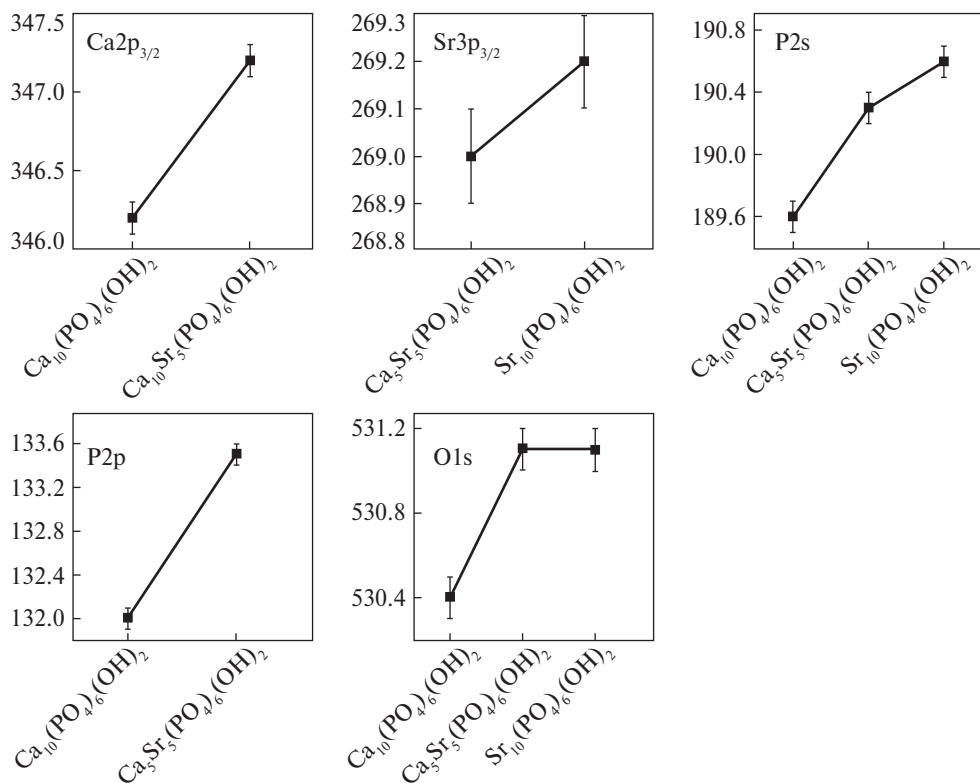 Ca2p3/2
347.5
347.0
346.5
346.0
Ca10(PO4)6(OH)2
Ca10Sr5(PO4)6(OH)2
Sr3p3/2
269.3
269.2
269.1
269.0
268.9
268.8
Ca5Sr5(PO4)6(OH)2
Sr10(PO4)6(OH)2
P2s
190.8
190.4
190.0
189.6
Ca10(PO4)6(OH)2
Ca5Sr5(PO4)6(OH)2
Sr10(PO4)6(OH)2
P2p
133.6
133.2
132.8
132.4
132.0
Ca10(PO4)6(OH)2
Ca5Sr5(PO4)6(OH)2
O1s
531.2
530.8
530.4
Ca10(PO4)6(OH)2
Ca5Sr5(PO4)6(OH)2
Sr10(PO4)6(OH)2